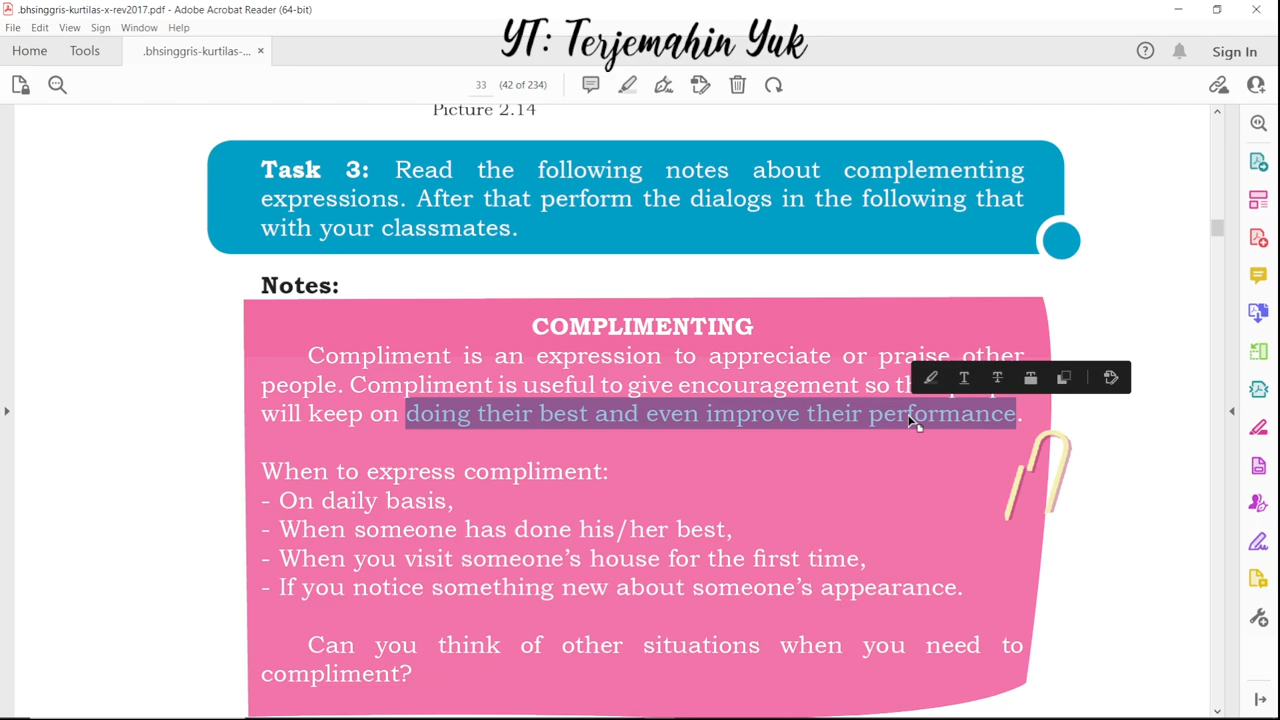 .bhsinggris-kurtilas-x-rev2017.pdf - Adobe Acrobat Reader (64-bit)
File Edit View Sign Window Help
YT: Terjemahin Yuk
Home Tools .bhsinggris-kurtilas-... × Sign In
33 (42 of 234)
Picture 2.14
Task 3: Read the following notes about complementing
expressions. After that perform the dialogs in the following that
with your classmates.
Notes:
COMPLIMENTING
Compliment is an expression to appreciate or praise other
people. Compliment is useful to give encouragement so
will keep on doing their best and even improve their performance.
When to express compliment:
- On daily basis,
- When someone has done his/her best,
- When you visit someone's house for the first time,
- If you notice something new about someone's appearance.
Can you think of other situations when you need to
compliment?